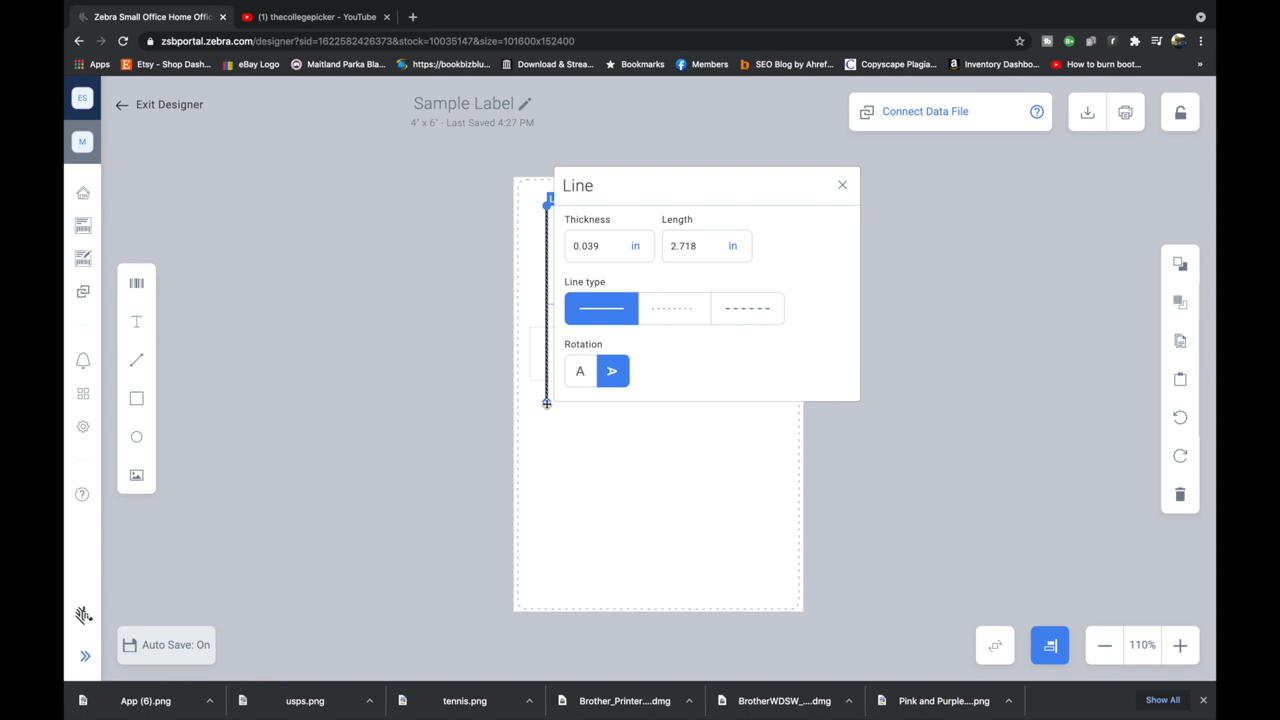 Zebra Small Office Home Offic
(1) thecollegepicker - YouTube
zsbportal.zebra.com/designer?sid=1622582426373&stock=10035147&size=101600x152400
Apps
Etsy - Shop Dash...
eBay Logo
Maitland Parka Bla...
https://bookbizblu...
Download & Strea...
Bookmarks
Members
SEO Blog by Ahref...
Copyscape Plagia...
Inventory Dashbo...
How to burn boot...
»
ES
Exit Designer
Sample Label
4" x 6" - Last Saved 4:27 PM
Connect Data File
M
Line
Thickness
Length
0.039 in
2.718 in
Line type
Rotation
A A
T
Auto Save: On
110%
App (6).png
usps.png
tennis.png
Brother_Printer....dmg
BrotherWDSW_....dmg
Pink and Purple....png
Show All